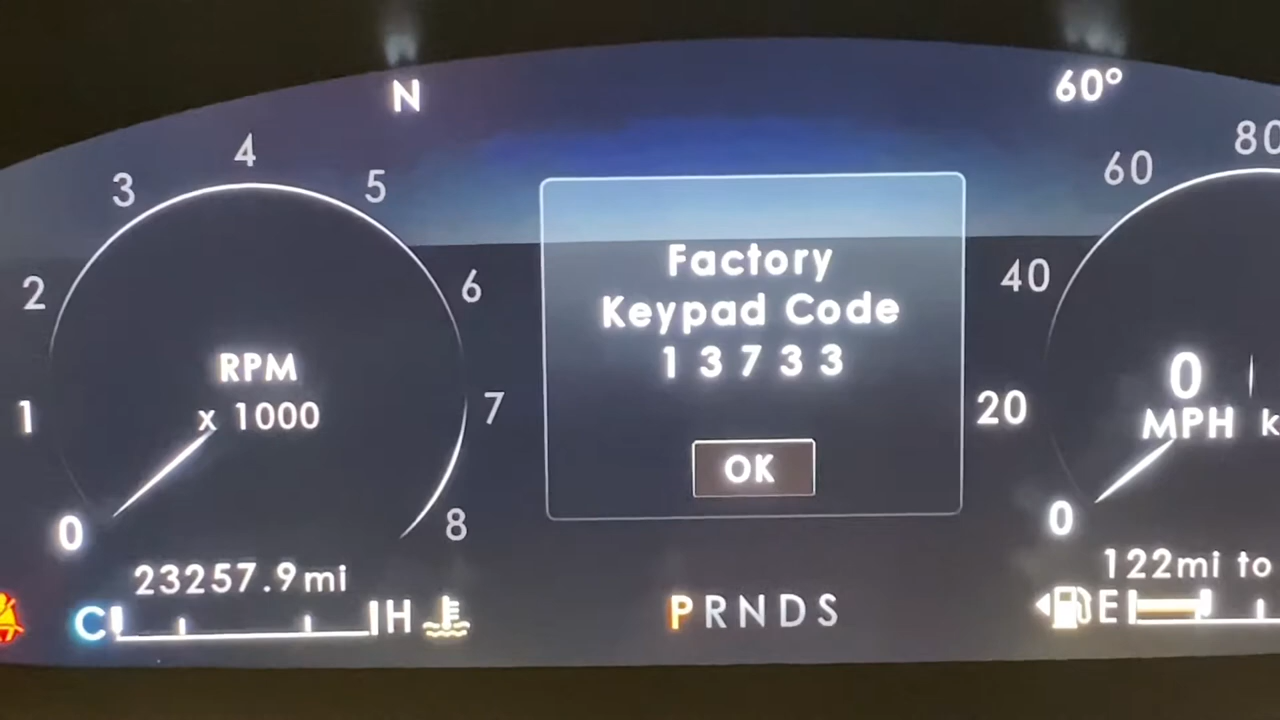 N
60°
4
3
5
2
6
1
7
0
8
RPM
x 1000
Factory
Keypad Code
1 3 7 3 3
OK
80
60
40
20
0
0
MPH
23257.9mi
122mi to
C
H
P R N D S
E